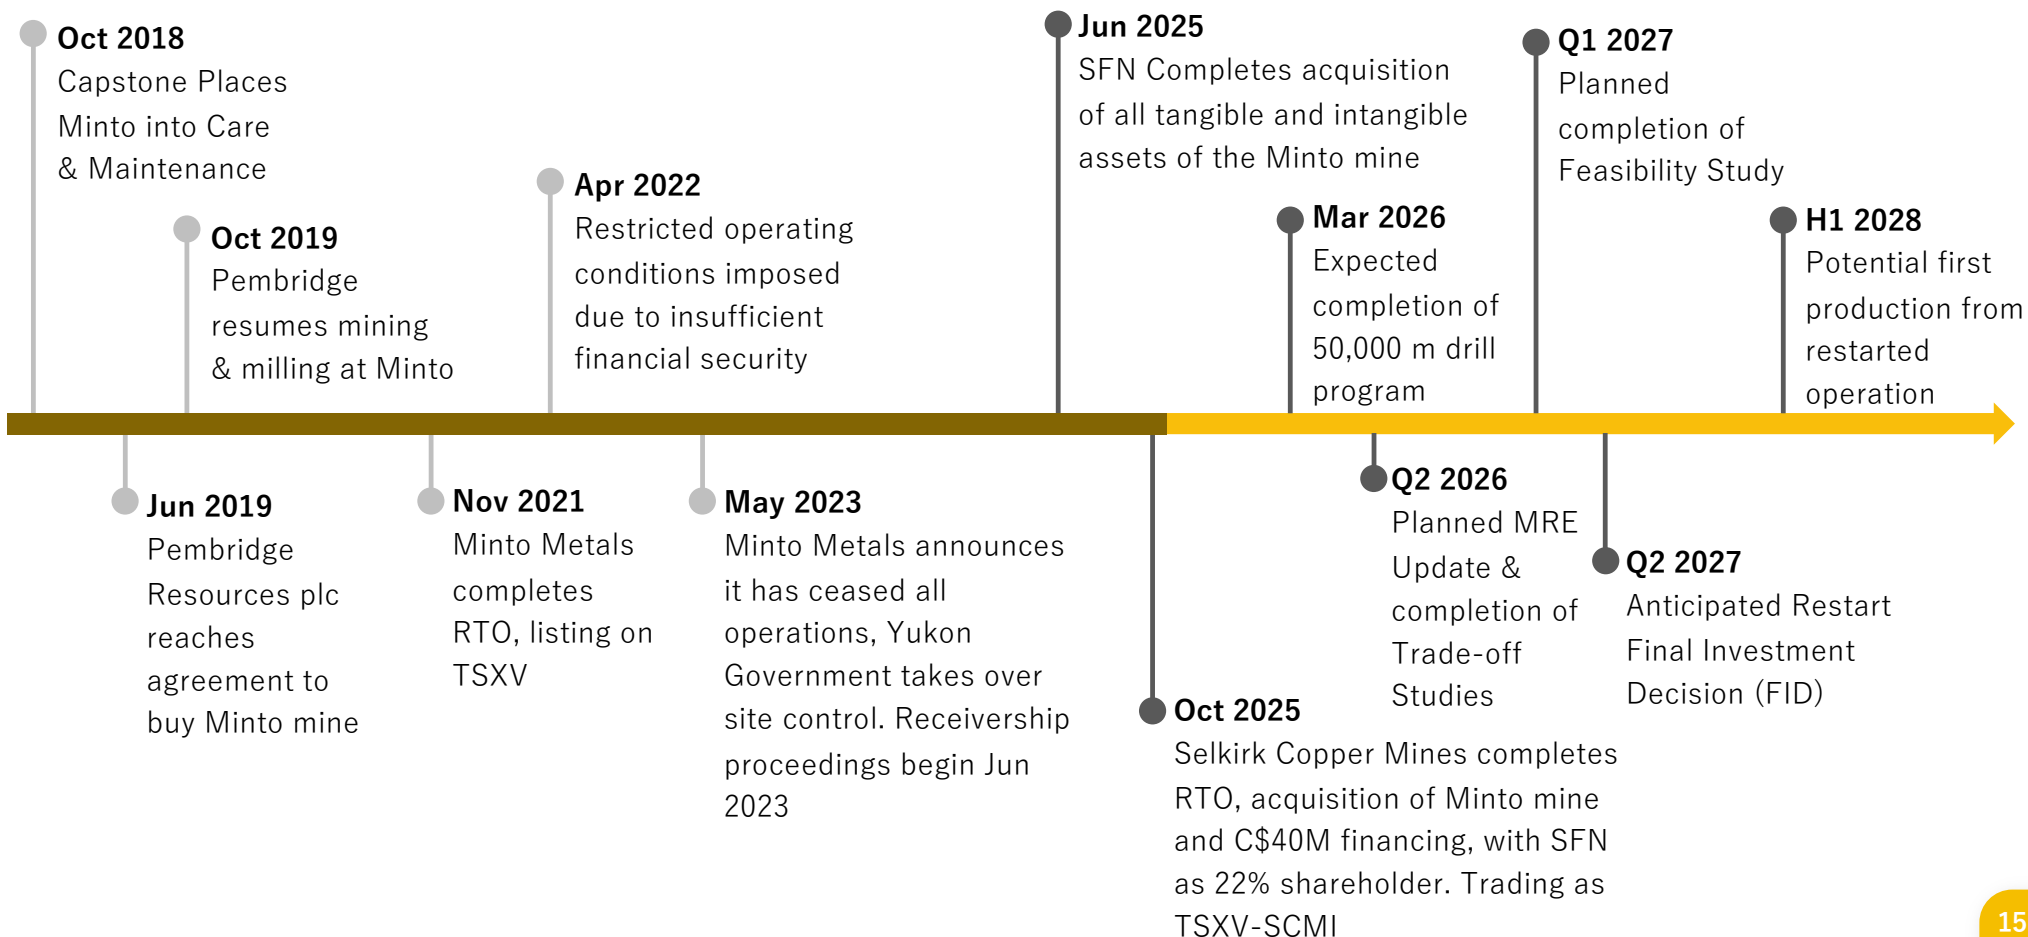 Oct 2018
Capstone Places
Minto into Care
& Maintenance
Jun 2019
Pembridge
Resources plc
reaches
agreement to
buy Minto mine
Oct 2019
Pembridge
resumes mining
& milling at Minto
Nov 2021
Minto Metals
completes
RTO, listing on
TSXV
Apr 2022
Restricted operating
conditions imposed
due to insufficient
financial security
May 2023
Minto Metals announces
it has ceased all
operations, Yukon
Government takes over
site control. Receivership
proceedings begin Jun
2023
Jun 2025
SFN Completes acquisition
of all tangible and intangible
assets of the Minto mine
Oct 2025
Selkirk Copper Mines completes
RTO, acquisition of Minto mine
and C$40M financing, with SFN
as 22% shareholder. Trading as
TSXV-SCMI
Mar 2026
Expected
completion of
50,000 m drill
program
Q2 2026
Planned MRE
Update &
completion of
Trade-off
Studies
Q1 2027
Planned
completion of
Feasibility Study
Q2 2027
Anticipated Restart
Final Investment
Decision (FID)
H1 2028
Potential first
production from
restarted
operation
15